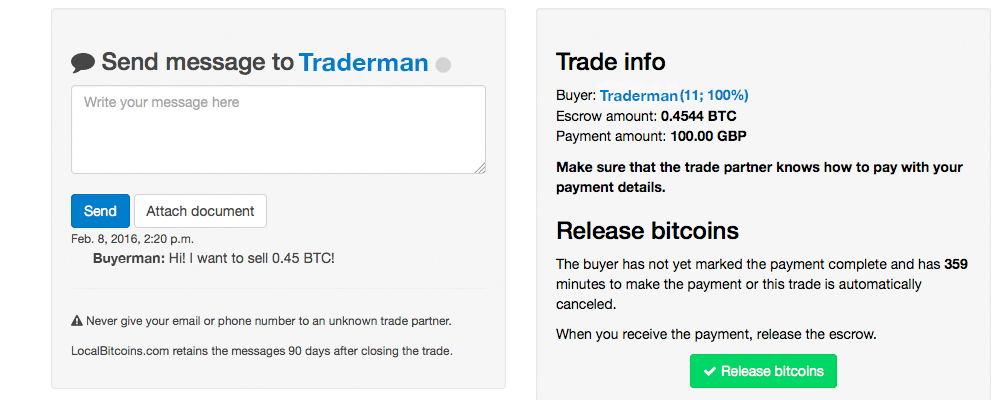 Send message to Traderman
Write your message here
Send
Attach document
Feb. 8, 2016, 2:20 p.m.
Buyerman: Hi! I want to sell 0.45 BTC!
Never give your email or phone number to an unknown trade partner.
LocalBitcoins.com retains the messages 90 days after closing the trade.
Trade info
Buyer: Traderman (11; 100%)
Escrow amount: 0.4544 BTC
Payment amount: 100.00 GBP
Make sure that the trade partner knows how to pay with your
payment details.
Release bitcoins
The buyer has not yet marked the payment complete and has 359
minutes to make the payment or this trade is automatically
canceled.
When you receive the payment, release the escrow.
Release bitcoins